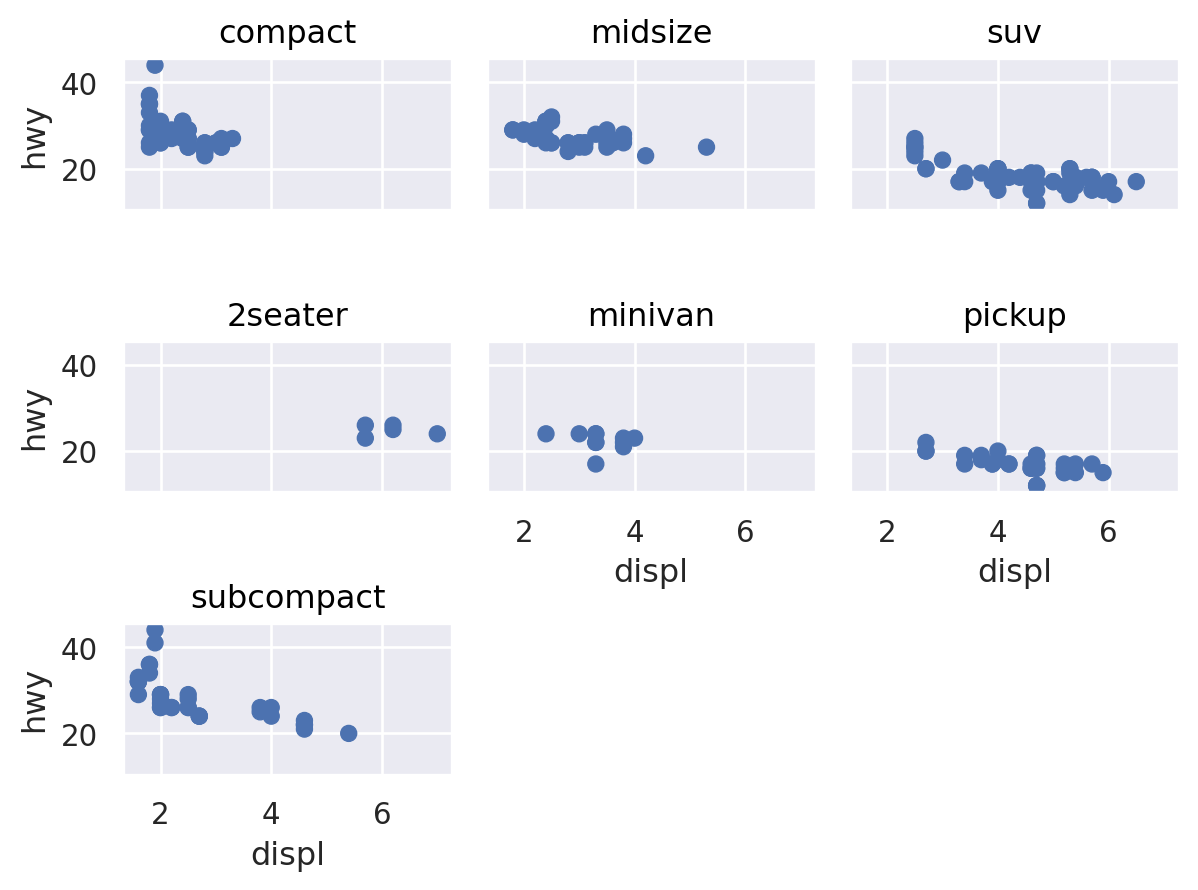 compact midsize suv
40
hwy
20
2seater minivan pickup
40
hwy
20
2 4 6 2 4 6
displ displ
subcompact
40
hwy
20
2 4 6
displ